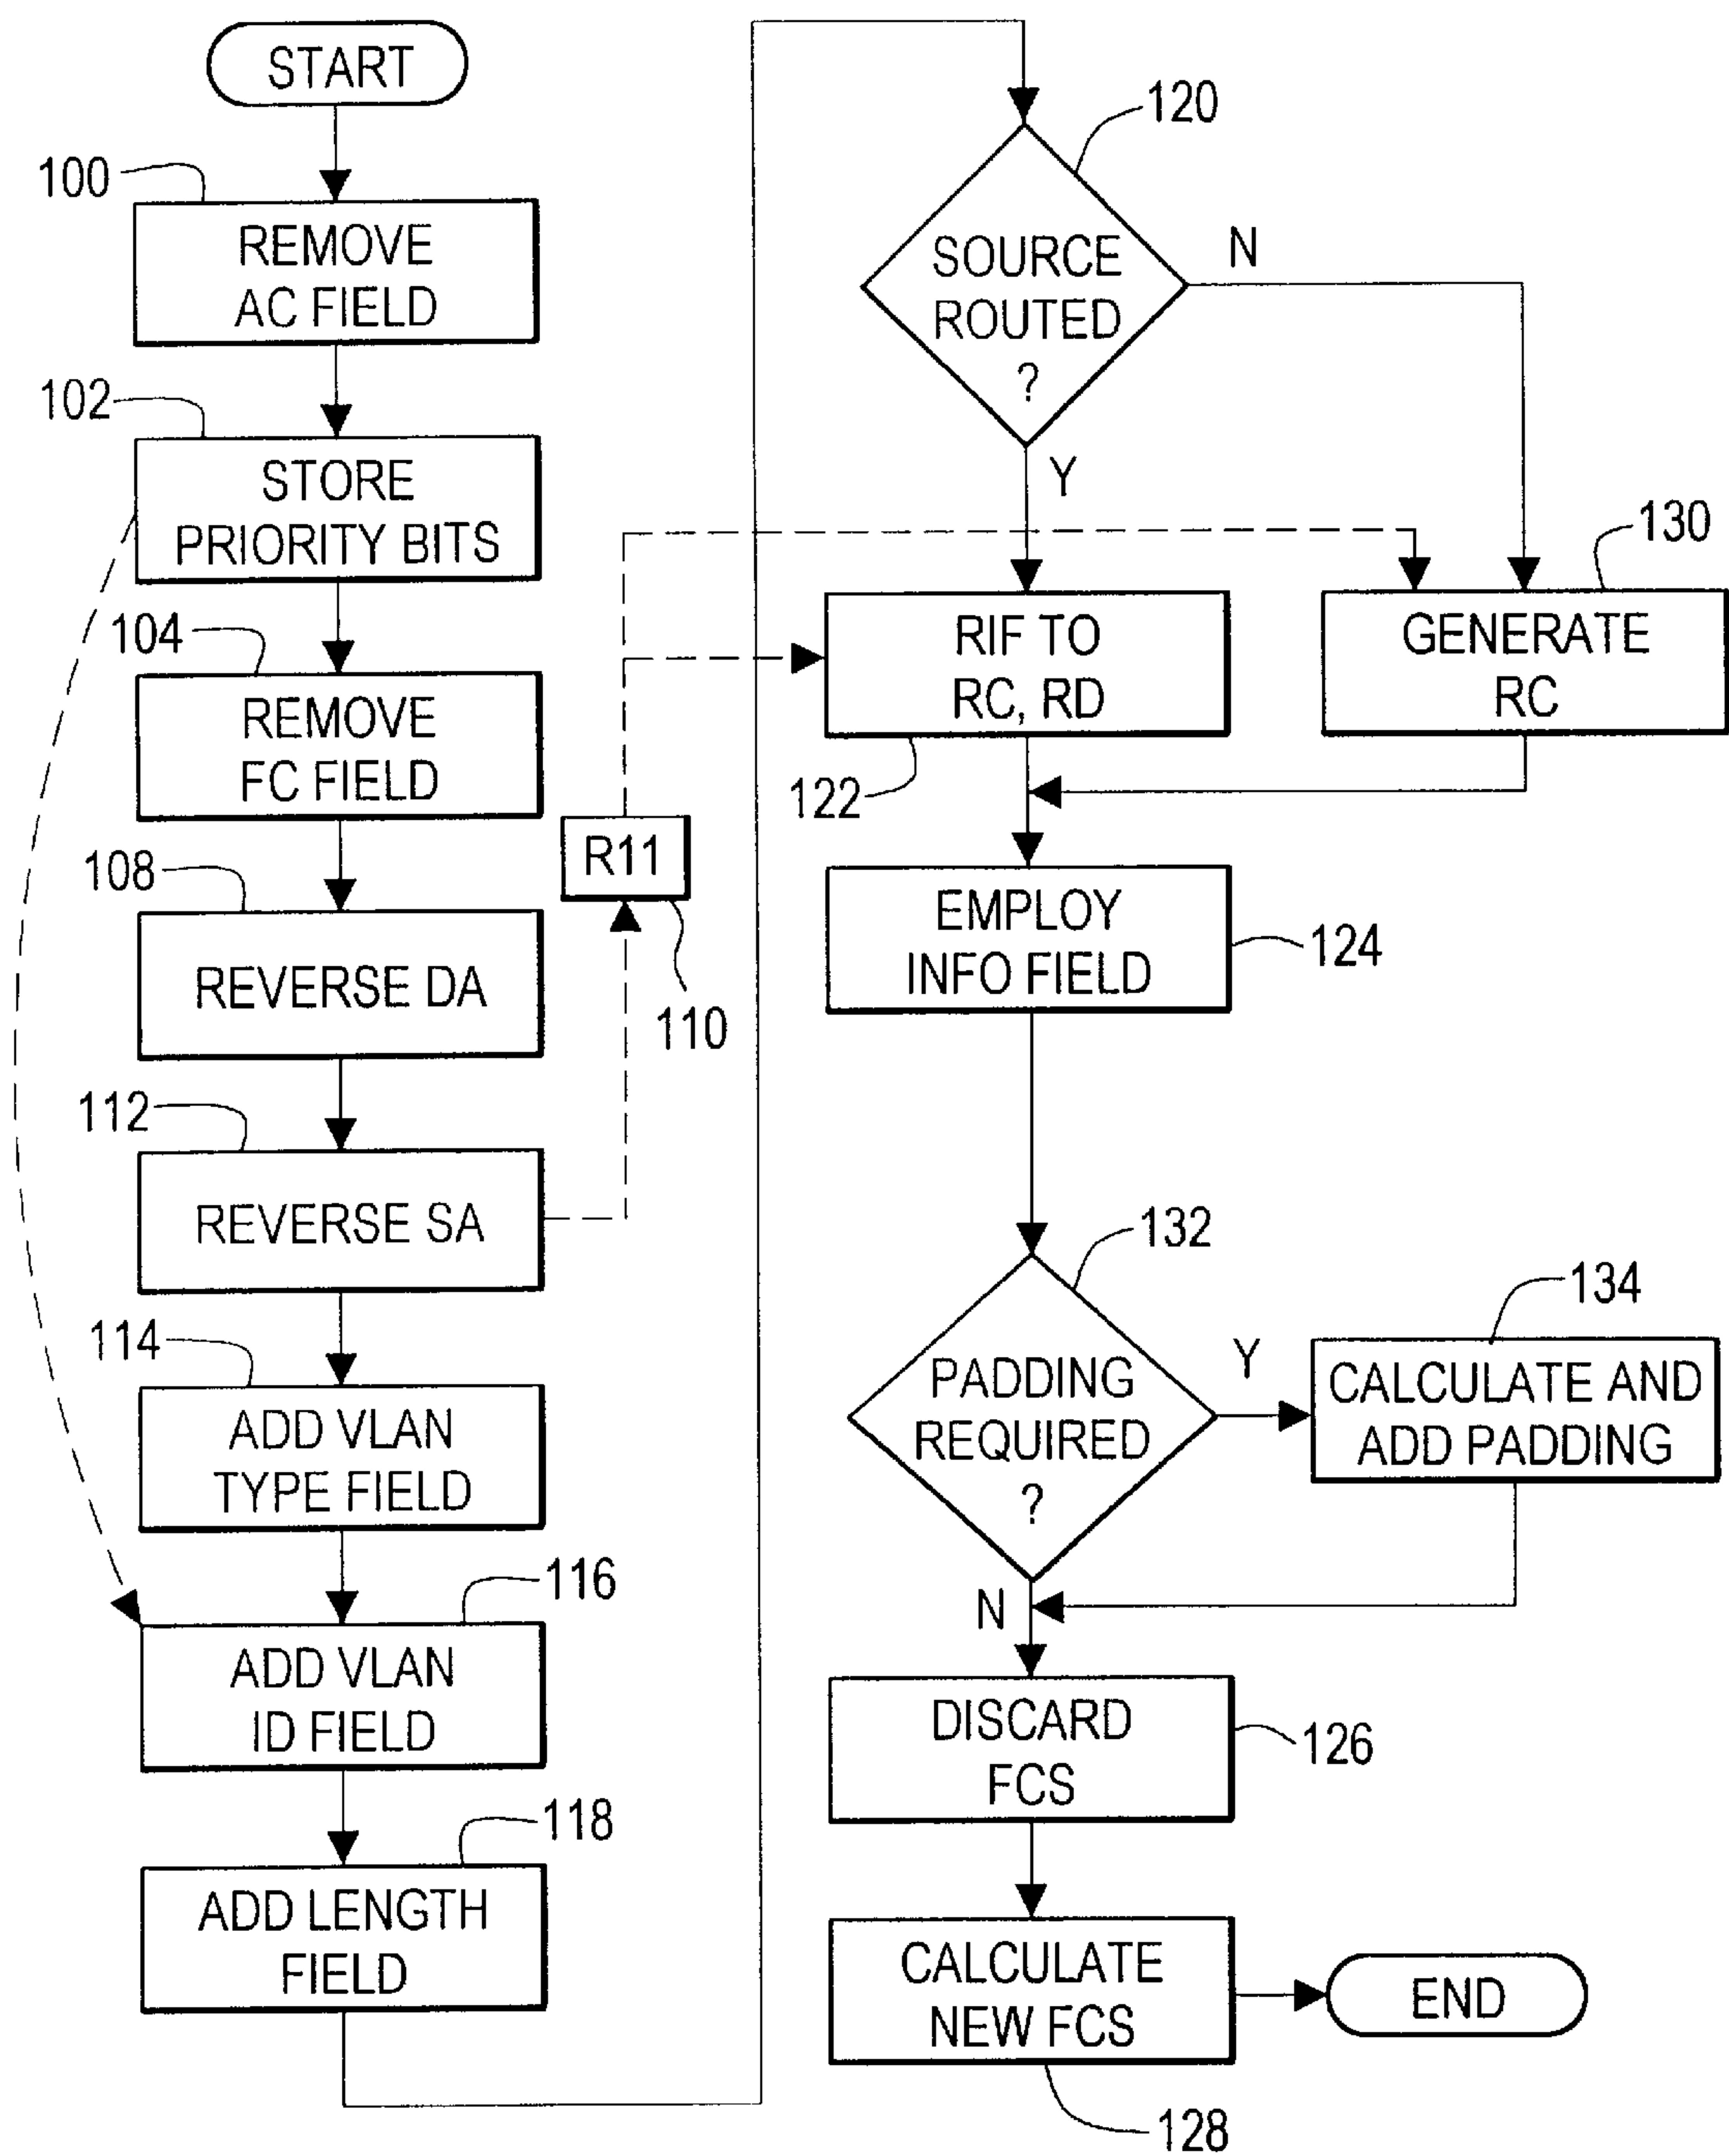 START
100
REMOVE
AC FIELD
102
STORE
PRIORITY BITS
104
REMOVE
FC FIELD
108
REVERSE DA
R11
110
112
REVERSE SA
114
ADD VLAN
TYPE FIELD
116
ADD VLAN
ID FIELD
118
ADD LENGTH
FIELD
120
SOURCE
ROUTED
?
N
Y
130
RIF TO
RC, RD
122
GENERATE
RC
EMPLOY
INFO FIELD
124
132
PADDING
REQUIRED
?
Y
134
CALCULATE AND
ADD PADDING
N
DISCARD
FCS
126
CALCULATE
NEW FCS
128
END